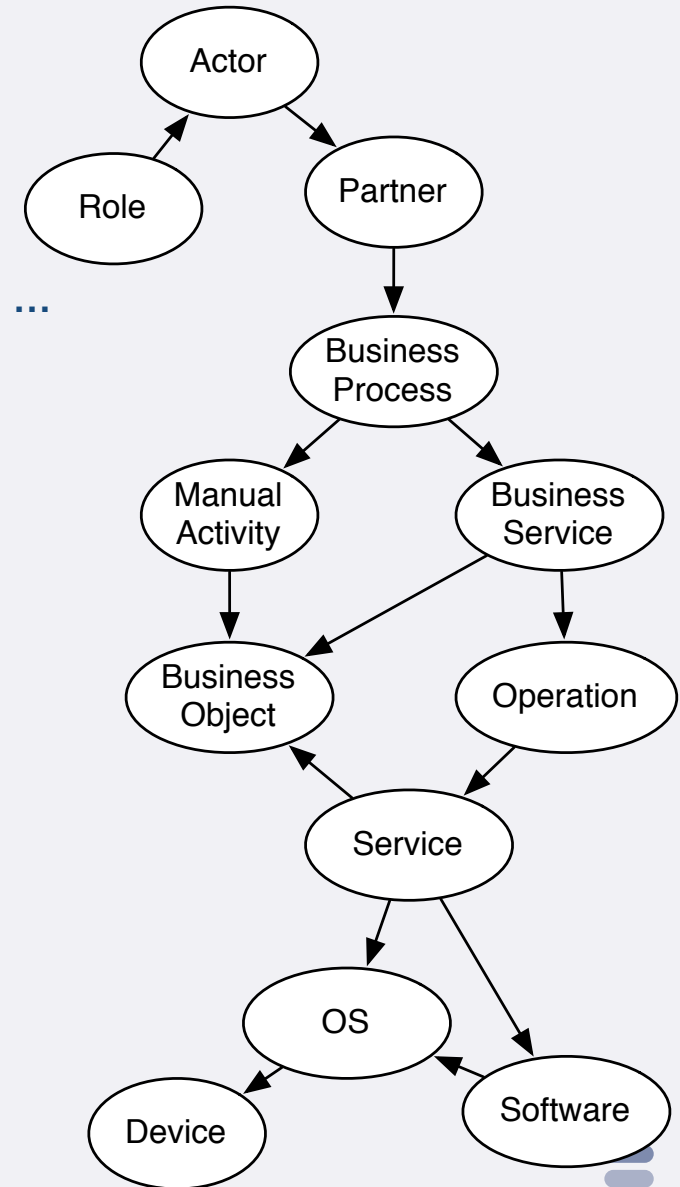 Actor
Role
Partner
...
Business
Process
Manual
Activity
Business
Service
Business
Object
Operation
Service
OS
Software
Device